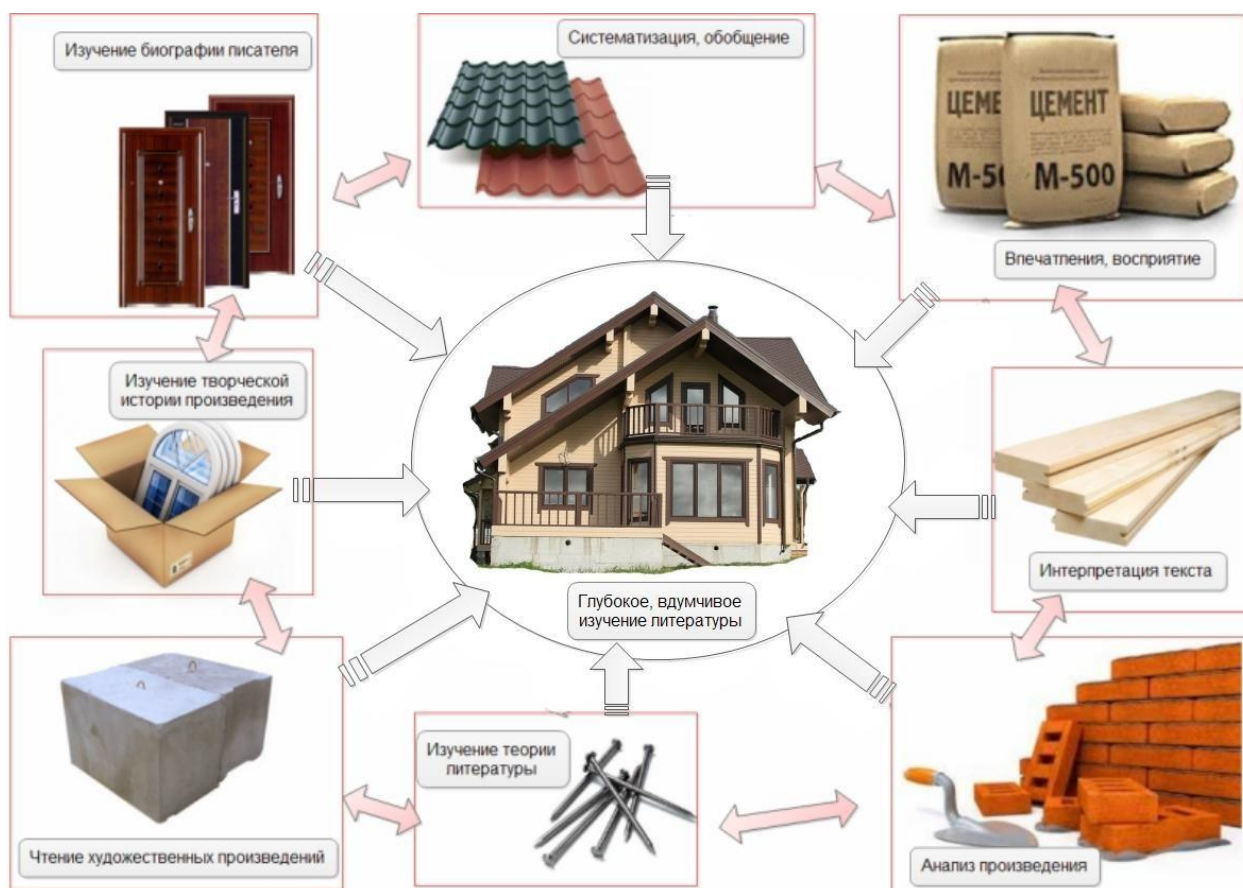 Изучение биографии писателя
Систематизация, обобщение
ЦЕМЕНТ
М-500
ЦЕМЕНТ
М-500
Впечатления, восприятие
Изучение творческой
истории произведения
Интерпретация текста
Глубокое, вдумчивое
изучение литературы
Изучение теории
литературы
Чтение художественных произведений
Анализ произведения